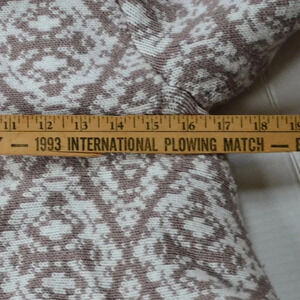 11 12 13 14 15 16 17 18
— 1993 INTERNATIONAL PLOWING MATCH —